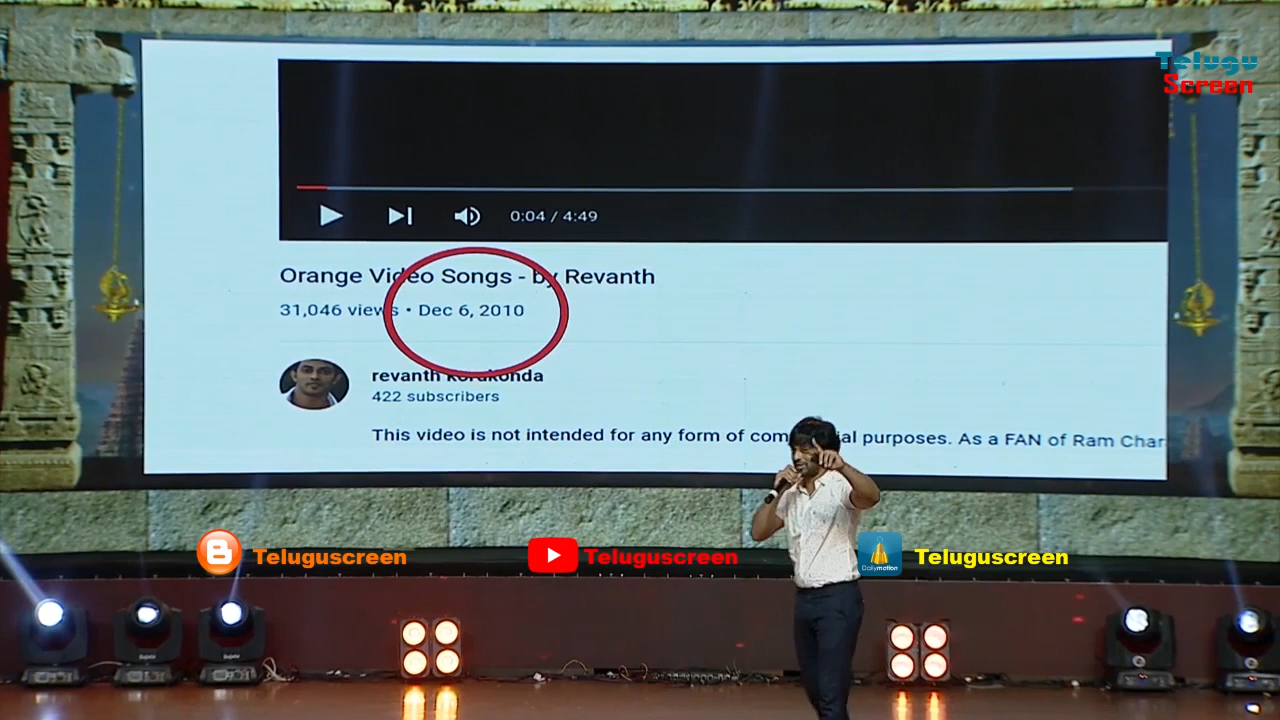 Telugu
Screen
0:04 / 4:49
Orange Video Songs - by Revanth
31,046 views • Dec 6, 2010
revanth korukonda
422 subscribers
This video is not intended for any form of commercial purposes. As a FAN of Ram Char
Teluguscreen
Teluguscreen
Dailymotion
Teluguscreen